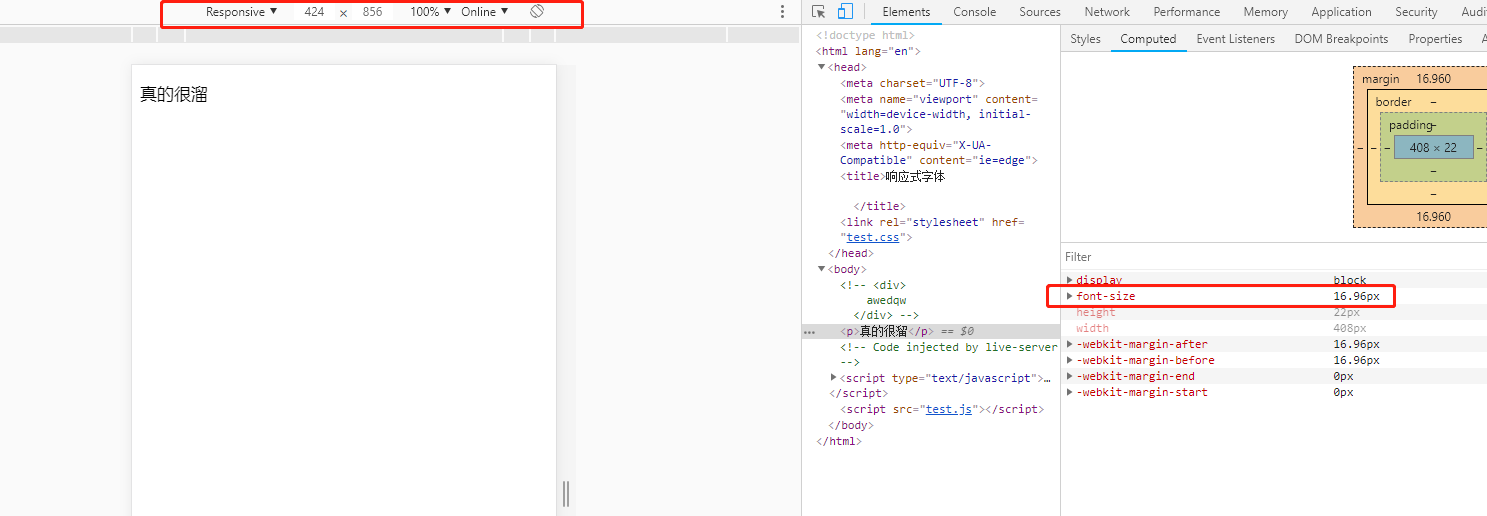 Responsive ▼ 424 × 856 100% ▼ Online ▼
真的很溜
Elements Console Sources Network Performance Memory Application Security Audi
<!doctype html>
<html lang="en">
▼<head>
<meta charset="UTF-8">
<meta name="viewport" content=
"width=device-width, initial-
scale=1.0">
<meta http-equiv="X-UA-
Compatible" content="ie=edge">
<title>响应式字体
</title>
<link rel="stylesheet" href=
"test.css">
</head>
▼<body>
<!-- <div>
awedqw
</div> -->
… <p>真的很溜</p> == $0
<!-- Code injected by live-server
-->
▶<script type="text/javascript">…
</script>
<script src="test.js"></script>
</body>
</html>
Styles Computed Event Listeners DOM Breakpoints Properties A
margin 16.960
border –
padding –
– – – 408 × 22 –
–
–
16.960
Filter
▶ display block
▶ font-size 16.96px
height 22px
width 408px
▶ -webkit-margin-after 16.96px
▶ -webkit-margin-before 16.96px
▶ -webkit-margin-end 0px
▶ -webkit-margin-start 0px